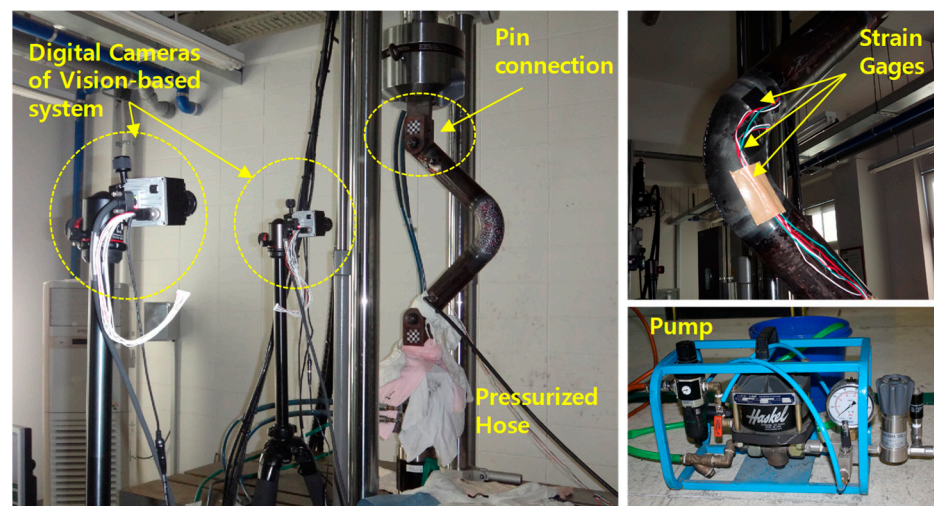 Digital Cameras
of Vision-based
system
Pin
connection
Pressurized
Hose
Strain
Gages
Pump
Haskel